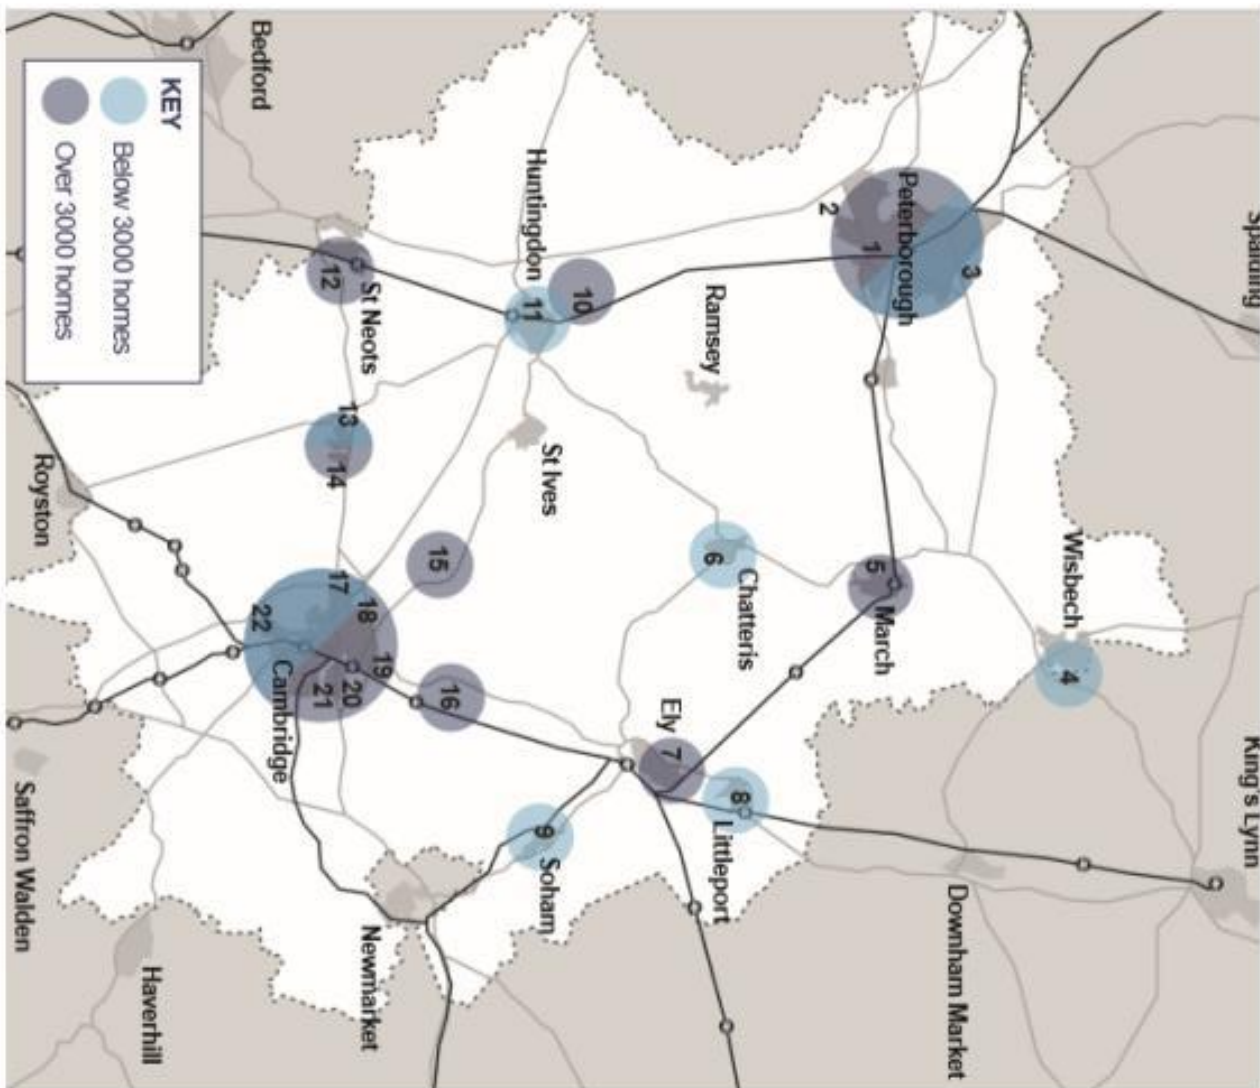 Spalding
King's Lynn
Wisbech
4
3
Downham Market
Peterborough
1
2
5
March
Chatteris
6
8
Littleport
Ramsey
Ely
7
10
St Ives
9
Soham
Huntingdon
11
16
15
19
St Neots
12
18
20
13
14
17
21
Newmarket
Cambridge
22
Bedford
KEY
Below 3000 homes
Over 3000 homes
Haverhill
Royston
Saffron Walden